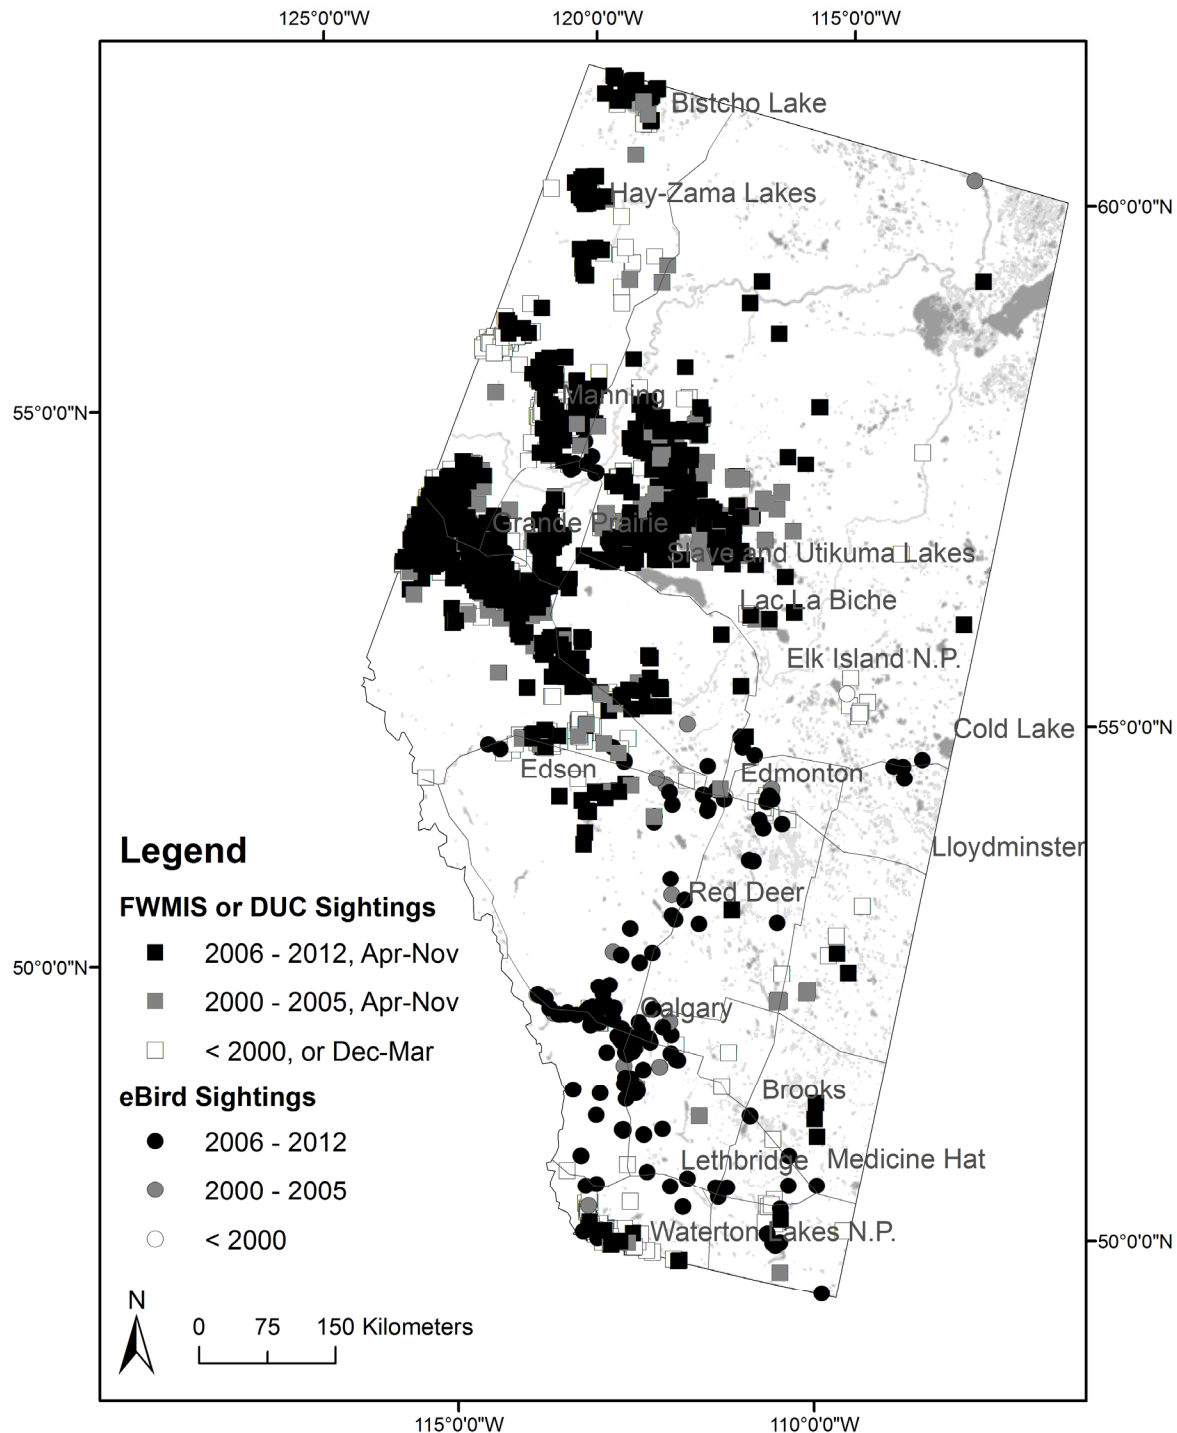 125°0'0"W 120°0'0"W 115°0'0"W
Bistcho Lake
Hay-Zama Lakes
60°0'0"N
Manning
55°0'0"N
Grande Prairie
Slave and Utikuma Lakes
Lac La Biche
Elk Island N.P.
Cold Lake
55°0'0"N
Edson
Edmonton
Lloydminster
Legend
FWMIS or DUC Sightings
2006 - 2012, Apr-Nov
2000 - 2005, Apr-Nov
< 2000, or Dec-Mar
eBird Sightings
2006 - 2012
2000 - 2005
< 2000
Red Deer
50°0'0"N
Calgary
Brooks
Lethbridge
Medicine Hat
Waterton Lakes N.P.
50°0'0"N
N
0 75 150 Kilometers
115°0'0"W 110°0'0"W